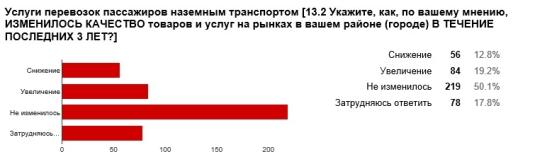 Услуги перевозок пассажиров наземным транспортом [13.2 Укажите, как, по вашему мнению,
ИЗМЕНИЛОСЬ КАЧЕСТВО товаров и услуг на рынках в вашем районе (городе) В ТЕЧЕНИЕ
ПОСЛЕДНИХ 3 ЛЕТ?]
Снижение 56 12.8%
Увеличение 84 19.2%
Не изменилось 219 50.1%
Затрудняюсь ответить 78 17.8%
Снижение
Увеличение
Не изменилось
Затрудняюсь...
0 50 100 150 200